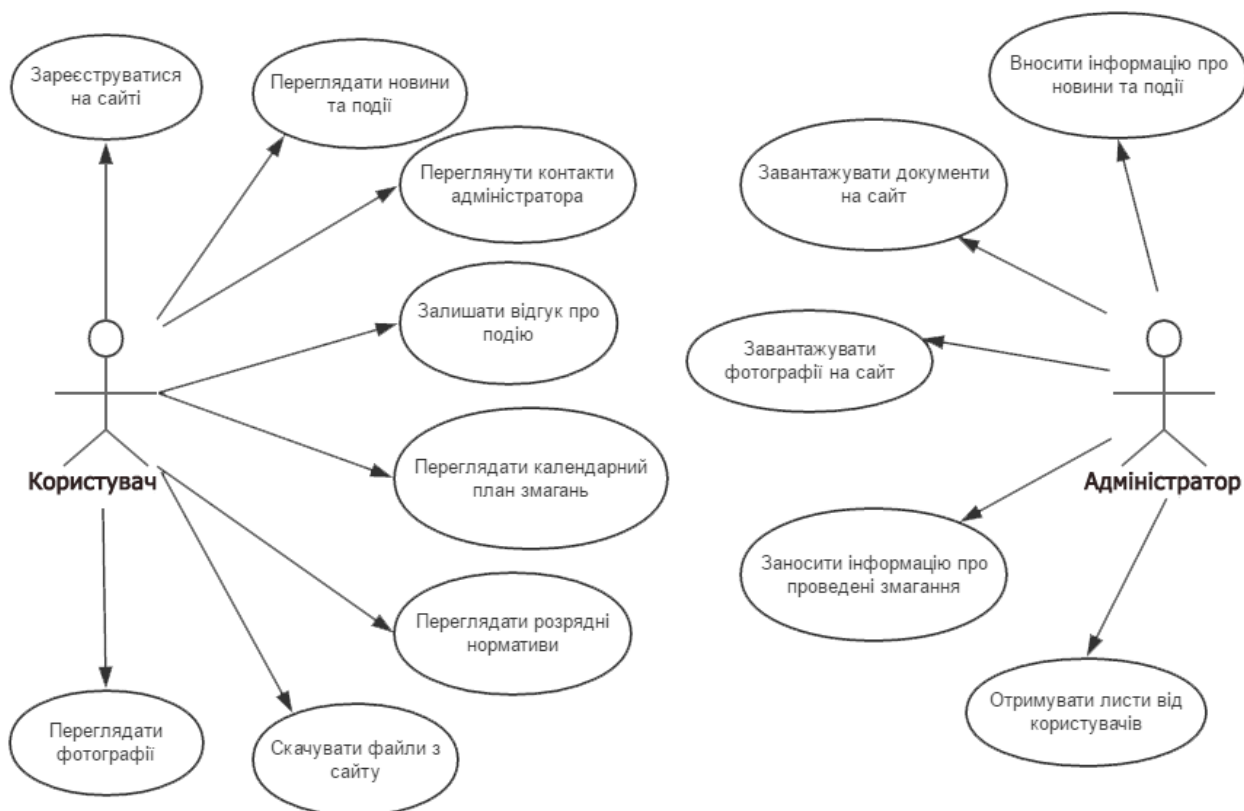 Зареєструватися
на сайті
Переглядати новини
та події
Переглянути контакти
адміністратора
Залишати відгук про
подію
Переглядати календарний
план змагань
Переглядати розрядні
нормативи
Скачувати файли з
сайту
Переглядати
фотографії
Користувач
Вносити інформацію про
новини та події
Завантажувати документи
на сайт
Завантажувати
фотографії на сайт
Заносити інформацію про
проведені змагання
Отримувати листи від
користувачів
Адміністратор